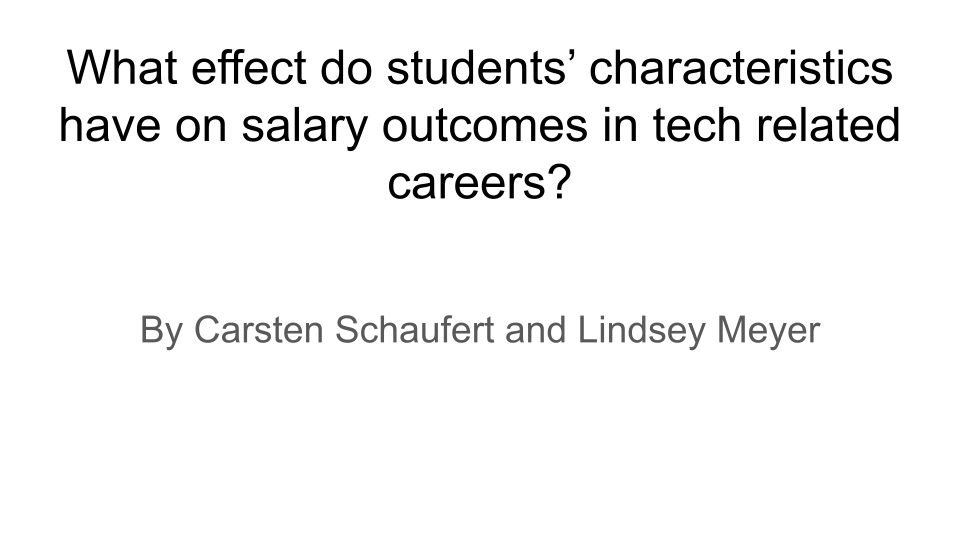 What effect do students’ characteristics
have on salary outcomes in tech related
careers?
By Carsten Schaufert and Lindsey Meyer